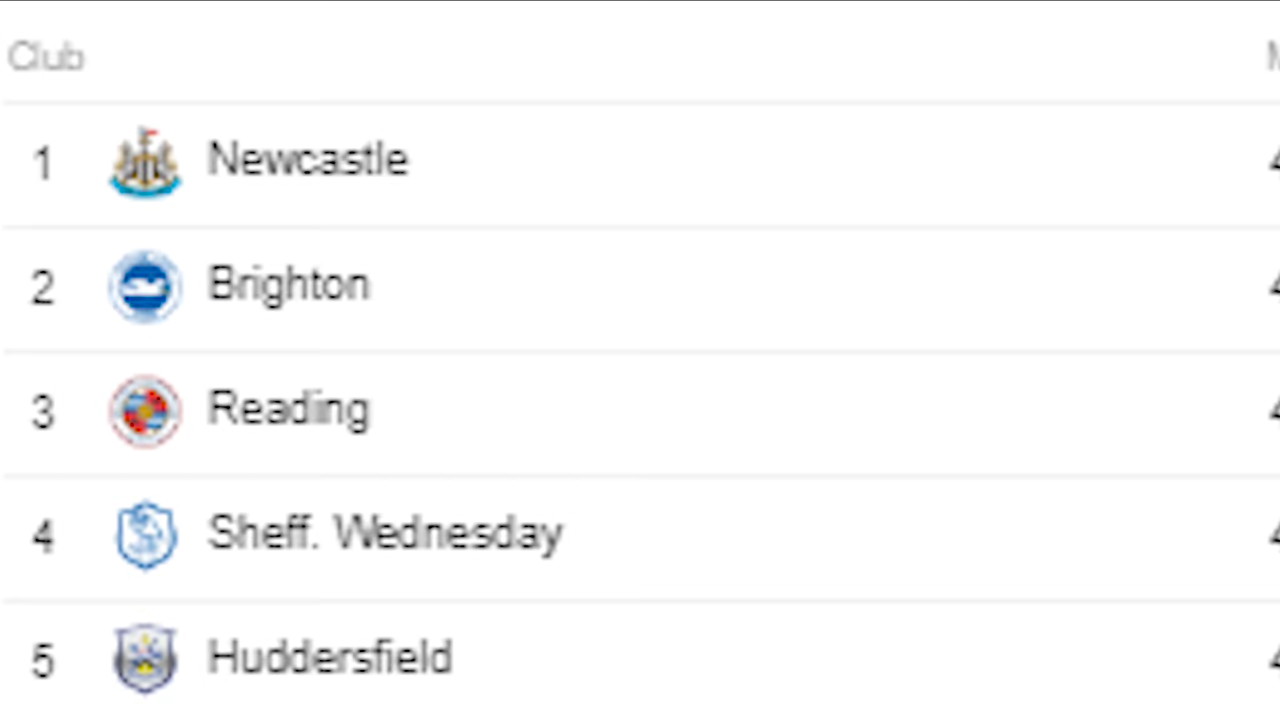 Club
1 Newcastle
2 Brighton
3 Reading
4 Sheff. Wednesday
5 Huddersfield